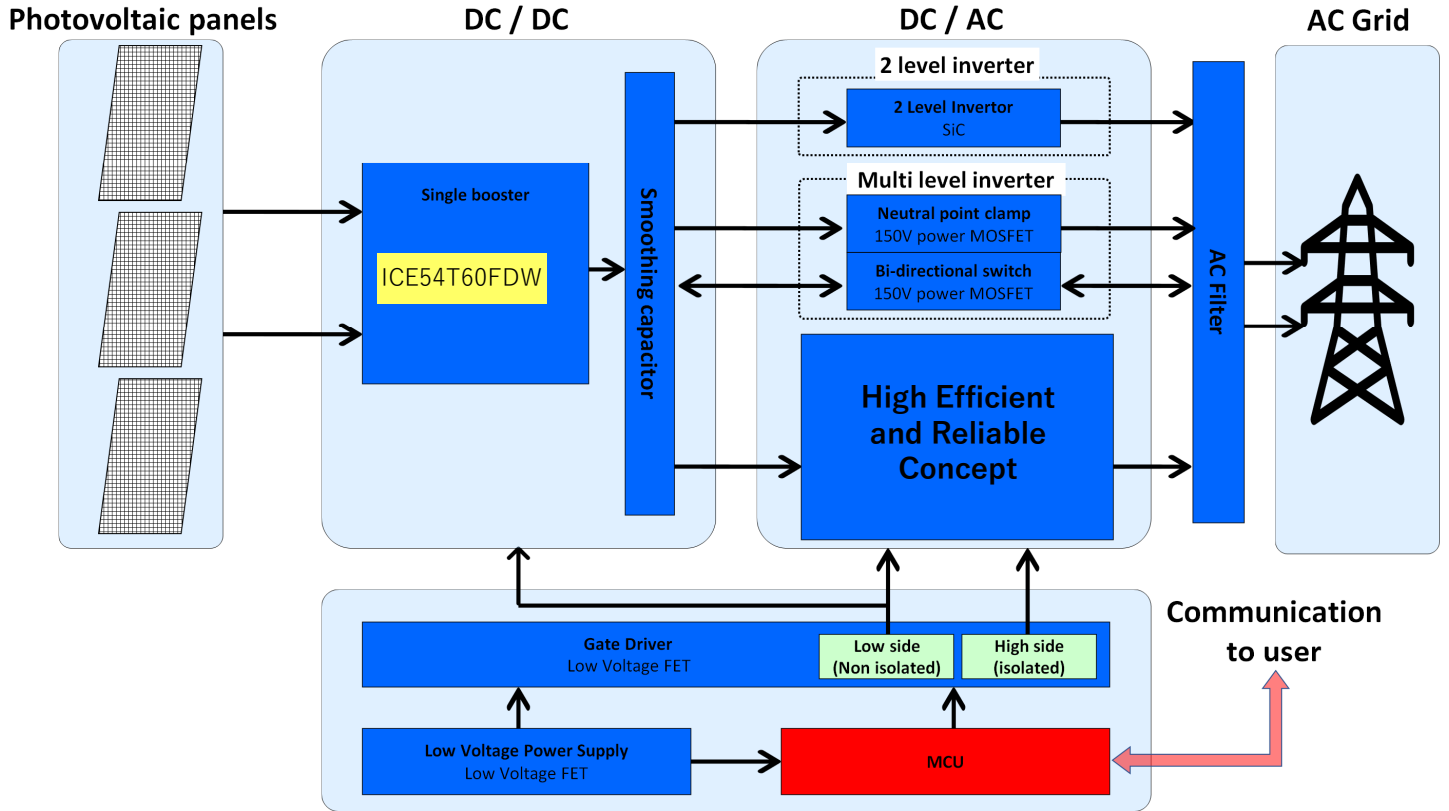 Photovoltaic panels
DC / DC
DC / AC
AC Grid
2 level inverter
2 Level Invertor
SiC
Single booster
ICE54T60FDW
Smoothing capacitor
Multi level inverter
Neutral point clamp
150V power MOSFET
Bi-directional switch
150V power MOSFET
High Efficient
and Reliable
Concept
AC Filter
Gate Driver
Low Voltage FET
Low side
(Non isolated)
High side
(isolated)
Communication
to user
Low Voltage Power Supply
Low Voltage FET
MCU